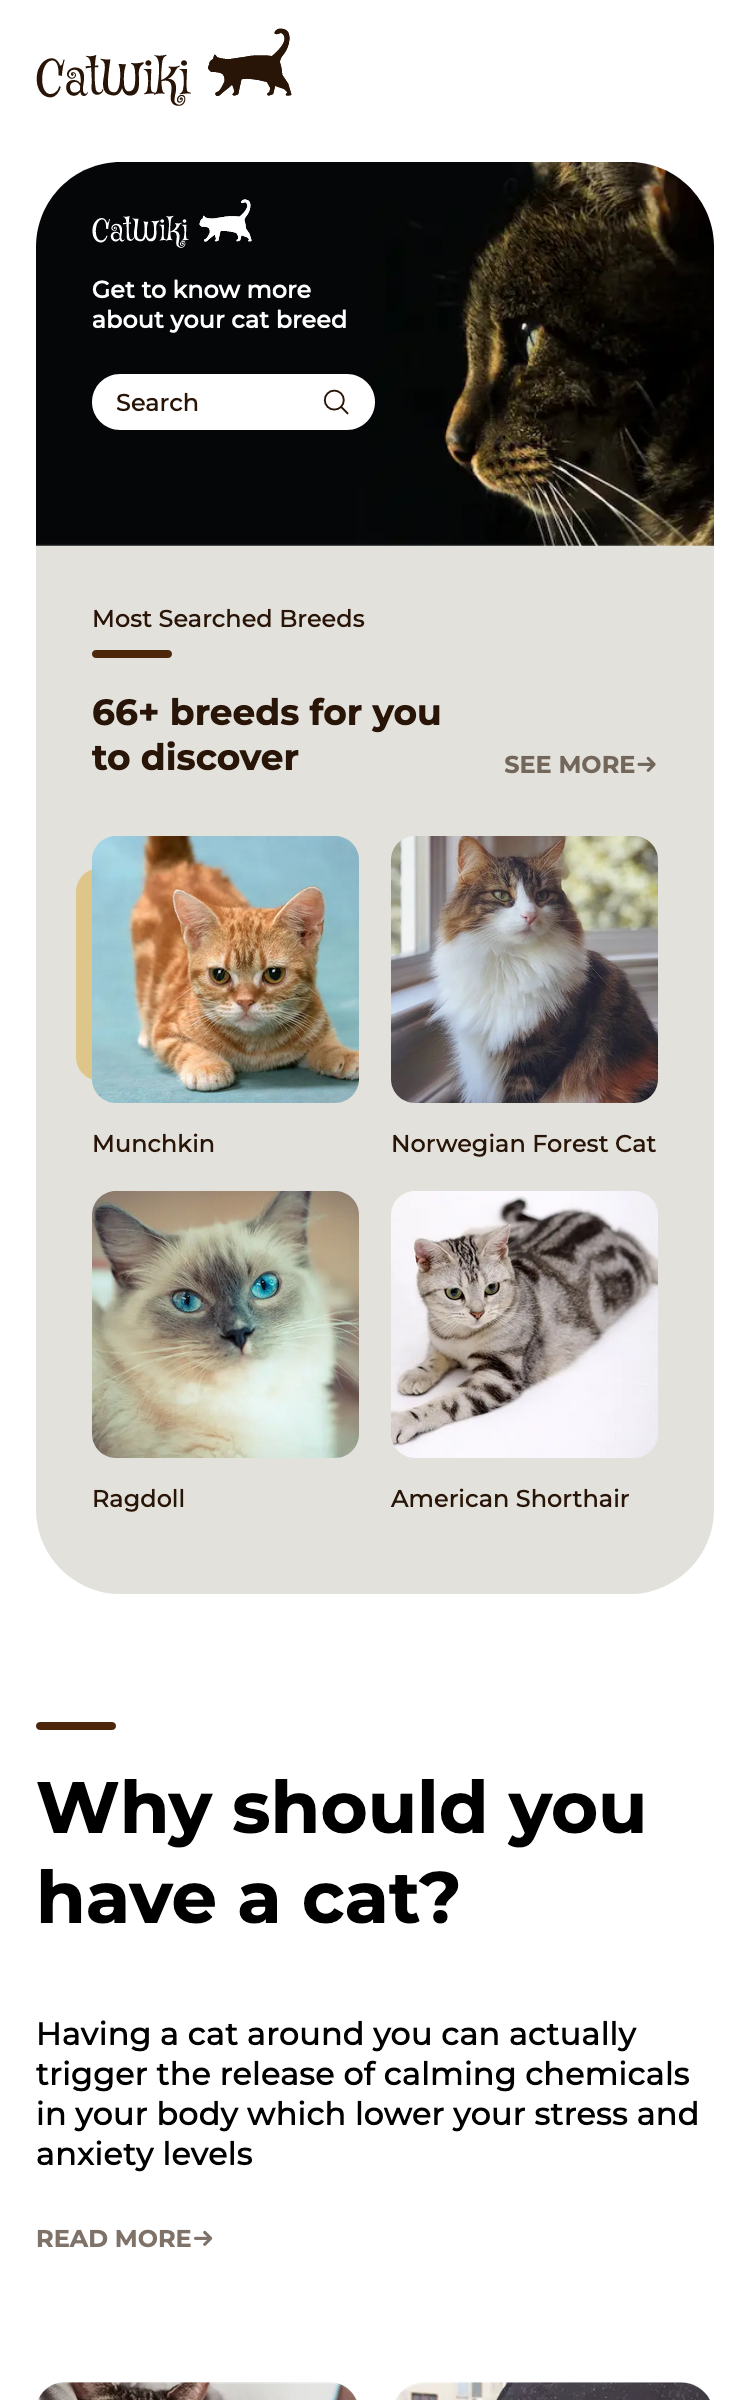 CatWiki
CatWiki
Get to know more
about your cat breed
Search
Most Searched Breeds
66+ breeds for you
to discover
SEE MORE→
Munchkin
Norwegian Forest Cat
Ragdoll
American Shorthair
Why should you
have a cat?
Having a cat around you can actually
trigger the release of calming chemicals
in your body which lower your stress and
anxiety levels
READ MORE→